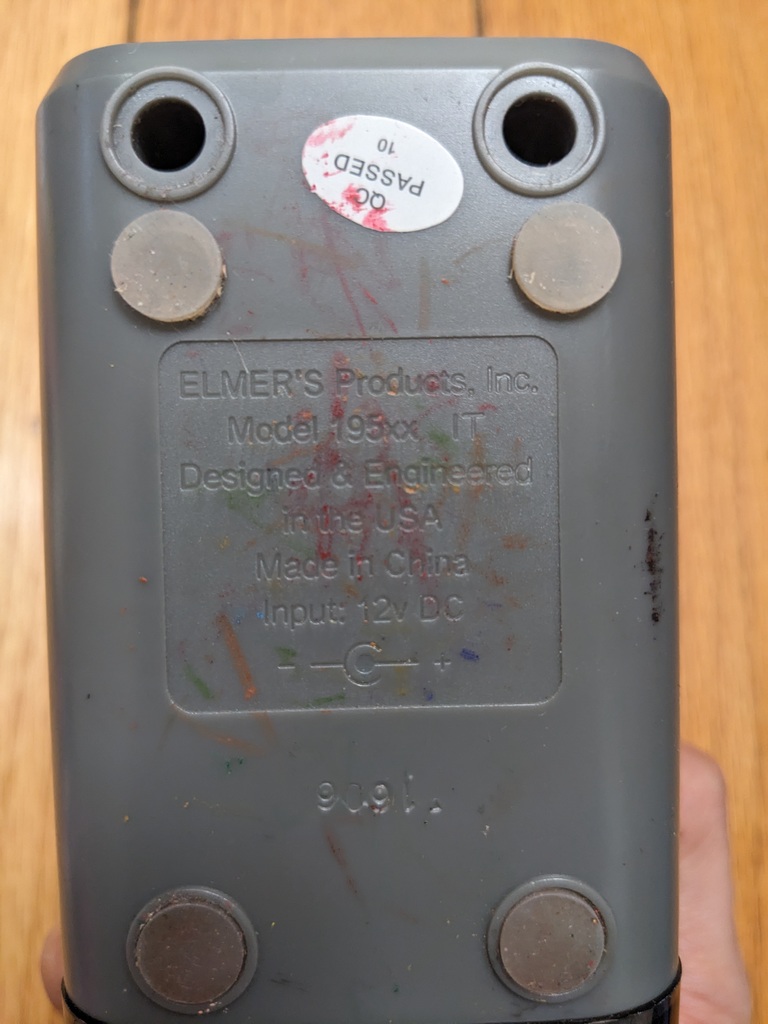 QC
PASSED
10
ELMER'S Products, Inc.
Model 195xx IT
Designed & Engineered
in the USA
Made in China
Input: 12v DC
- +